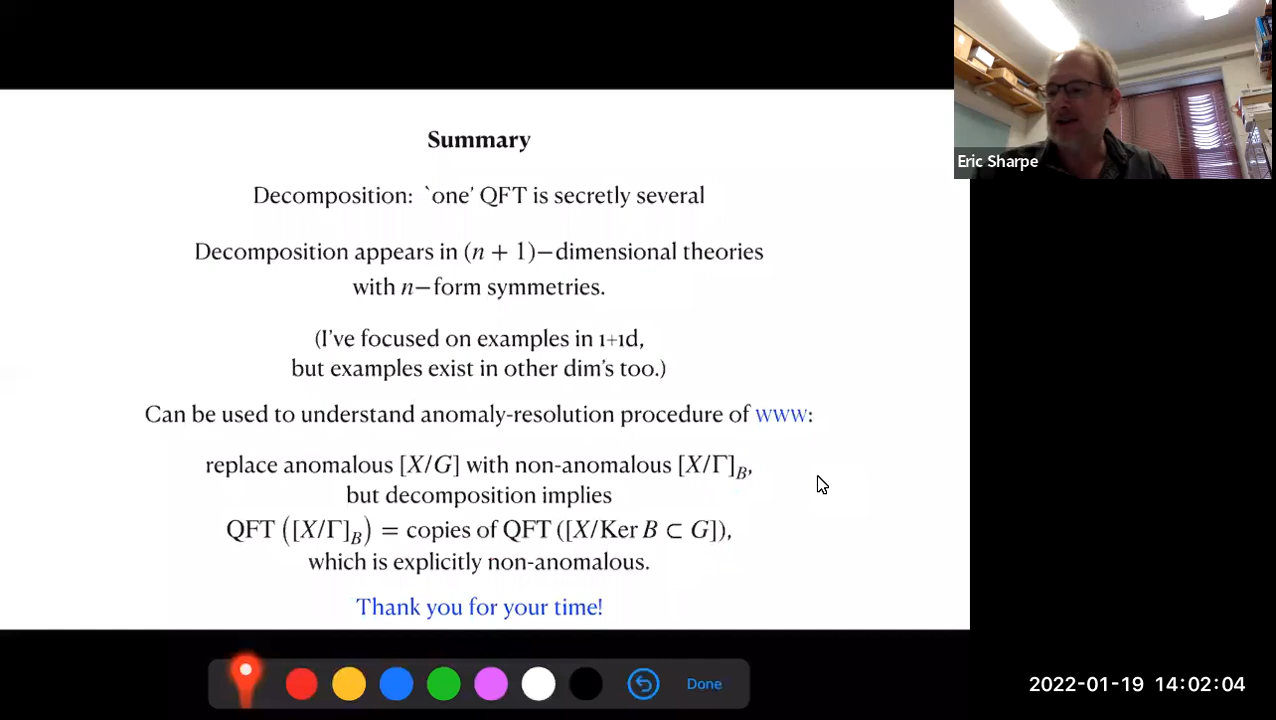 Summary
Decomposition: `one' QFT is secretly several
Decomposition appears in (n + 1)−dimensional theories
with n−form symmetries.
(I've focused on examples in 1+1d,
but examples exist in other dim's too.)
Can be used to understand anomaly-resolution procedure of WWW:
replace anomalous [X/G] with non-anomalous [X/Γ]_B,
but decomposition implies
QFT ([X/Γ]_B) = copies of QFT ([X/Ker B ⊂ G]),
which is explicitly non-anomalous.
Thank you for your time!
Eric Sharpe
Done
2022-01-19 14:02:04